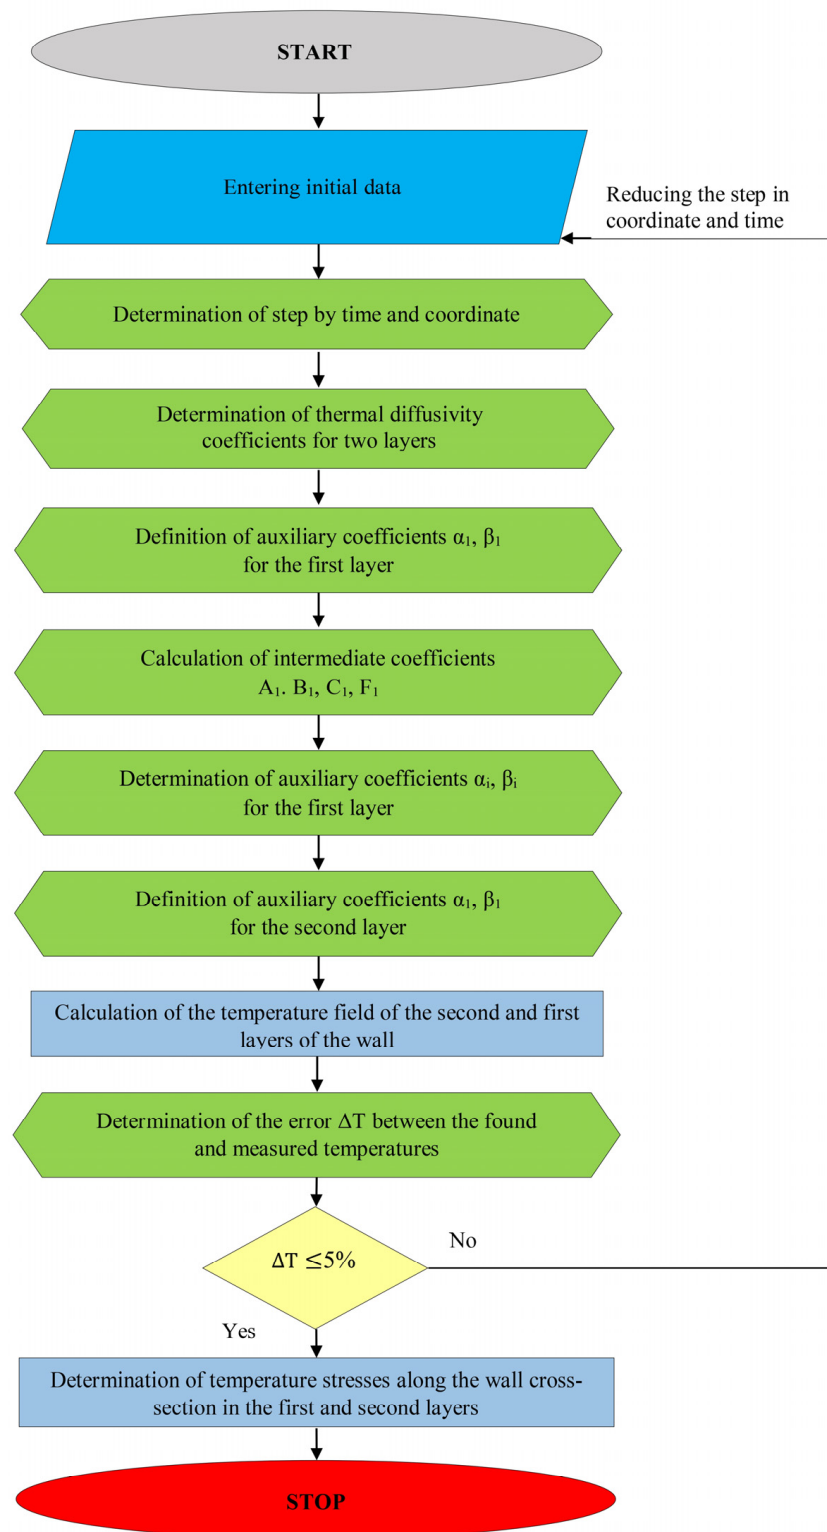 START
Entering initial data
Reducing the step in
coordinate and time
Determination of step by time and coordinate
Determination of thermal diffusivity
coefficients for two layers
Definition of auxiliary coefficients α₁, β₁
for the first layer
Calculation of intermediate coefficients
A₁. B₁, C₁, F₁
Determination of auxiliary coefficients αᵢ, βᵢ
for the first layer
Definition of auxiliary coefficients α₁, β₁
for the second layer
Calculation of the temperature field of the second and first
layers of the wall
Determination of the error ΔT between the found
and measured temperatures
ΔT ≤5%
No
Yes
Determination of temperature stresses along the wall cross-
section in the first and second layers
STOP